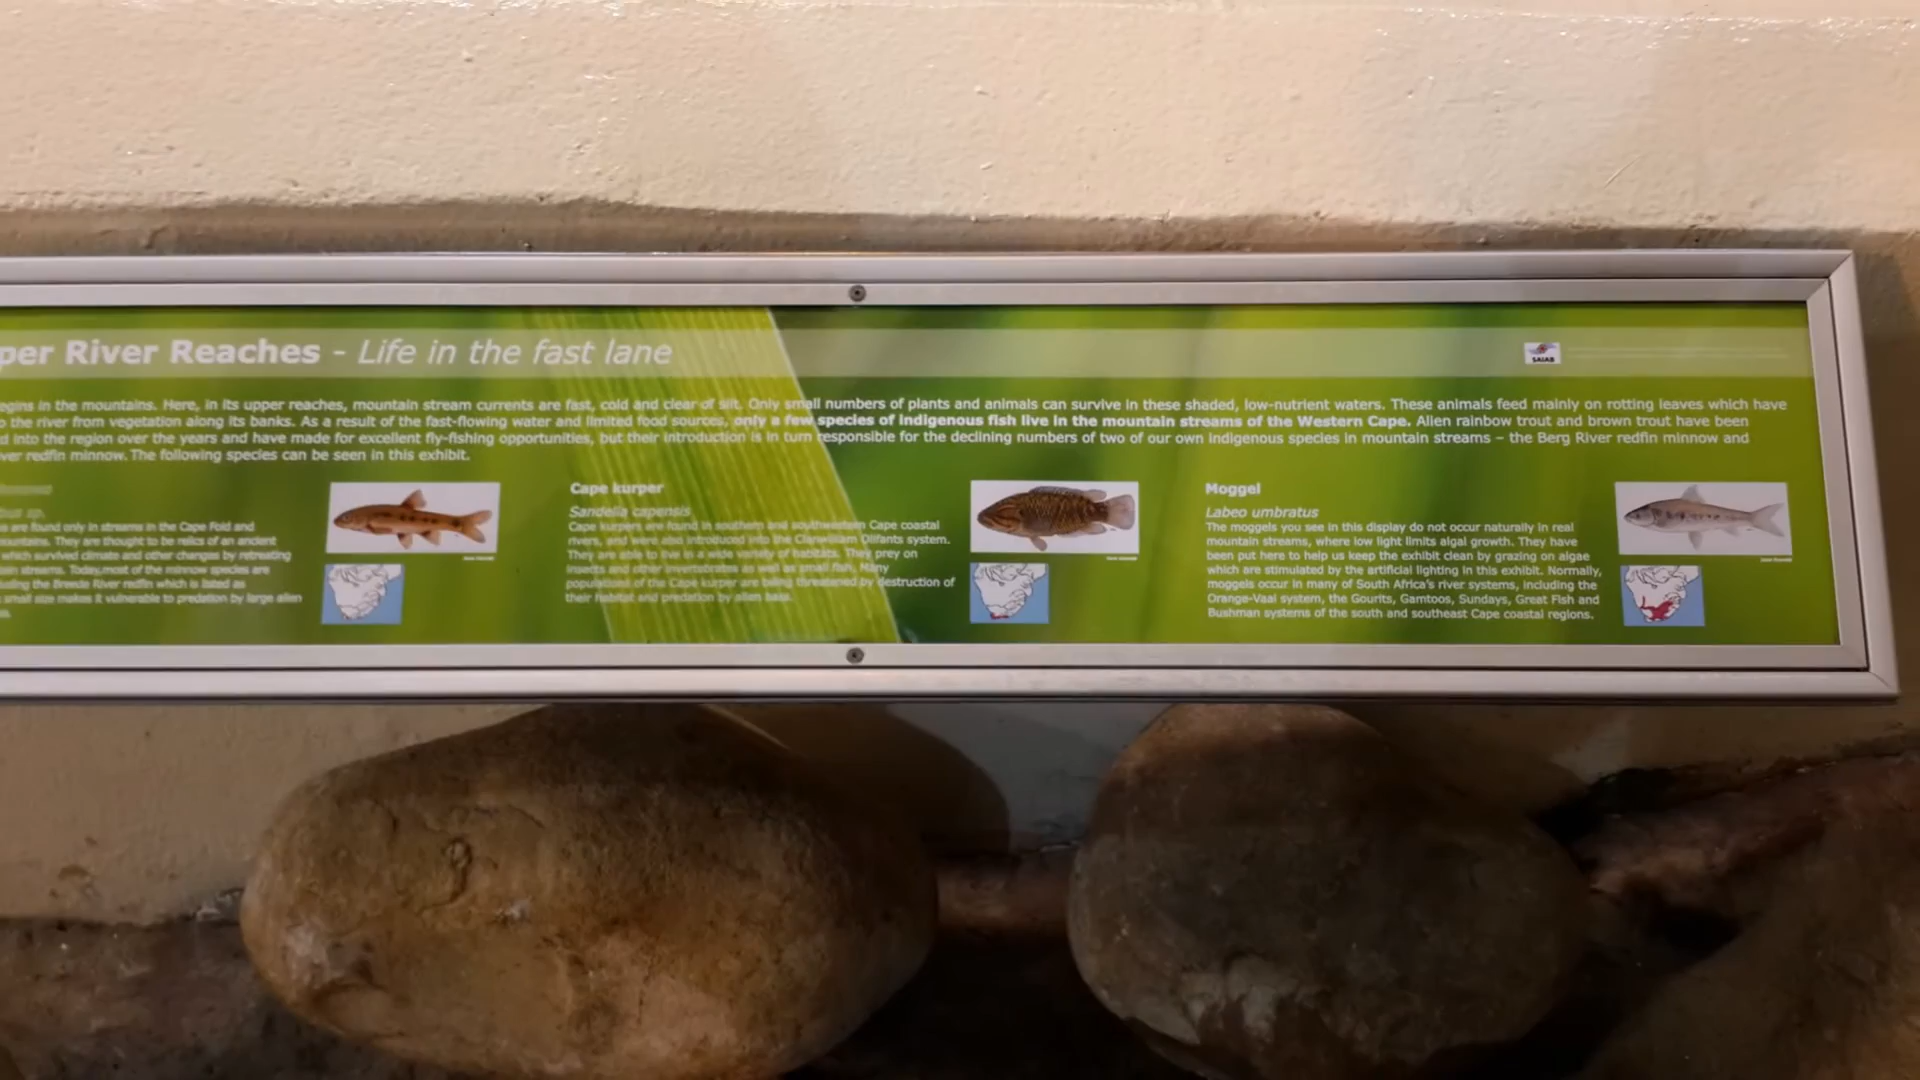 per River Reaches - Life in the fast lane
SAIAB
egins in the mountains. Here, in its upper reaches, mountain stream currents are fast, cold and clear of silt. Only small numbers of plants and animals can survive in these shaded, low-nutrient waters. These animals feed mainly on rotting leaves which have
the river from vegetation along its banks. As a result of the fast-flowing water and limited food sources, only a few species of indigenous fish live in the mountain streams of the Western Cape. Alien rainbow trout and brown trout have been
d into the region over the years and have made for excellent fly-fishing opportunities, but their introduction is in turn responsible for the declining numbers of two of our own indigenous species in mountain streams – the Berg River redfin minnow and
ver redfin minnow. The following species can be seen in this exhibit.
are found only in streams in the Cape Fold and
mountains. They are thought to be relics of an ancient
which survived climate and other changes by retreating
streams. Today,most of the minnow species are
the Breede River redfin which is listed as
small size makes it vulnerable to predation by large alien
Cape kurper
Sandelia capensis
Cape kurpers are found in southern and southwestern Cape coastal
rivers, and were also introduced into the Clanwilliam Olifants system.
They are able to live in a wide variety of habitats. They prey on
insects and other invertebrates as well as small fish. Many
populations of the Cape kurper are being threatened by destruction of
their habitat and predation by alien bass.
Moggel
Labeo umbratus
The moggels you see in this display do not occur naturally in real
mountain streams, where low light limits algal growth. They have
been put here to help us keep the exhibit clean by grazing on algae
which are stimulated by the artificial lighting in this exhibit. Normally,
moggels occur in many of South Africa's river systems, including the
Orange-Vaal system, the Gourits, Gamtoos, Sundays, Great Fish and
Bushman systems of the south and southeast Cape coastal regions.